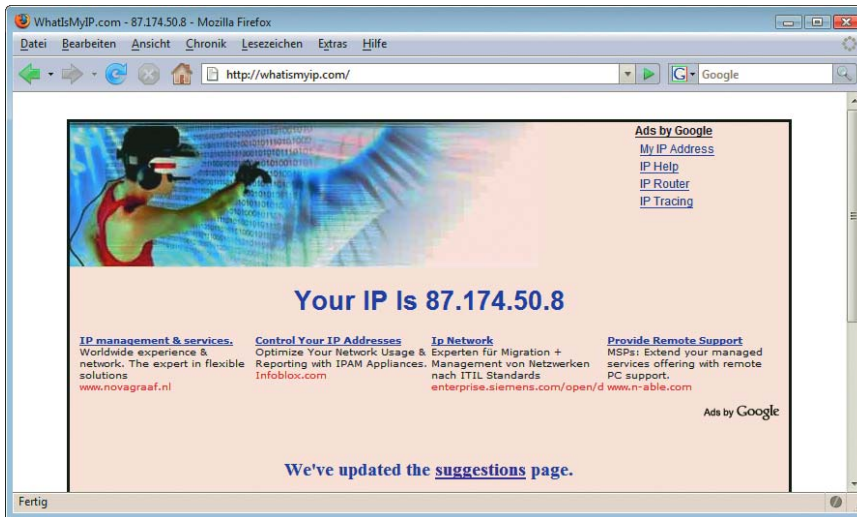 WhatIsMyIP.com - 87.174.50.8 - Mozilla Firefox
Datei Bearbeiten Ansicht Chronik Lesezeichen Extras Hilfe
http://whatismyip.com/
G Google
Ads by Google
My IP Address
IP Help
IP Router
IP Tracing
Your IP Is 87.174.50.8
IP management & services.
Worldwide experience &
network. The expert in flexible
solutions
www.novagraaf.nl
Control Your IP Addresses
Optimize Your Network Usage &
Reporting with IPAM Appliances.
Infoblox.com
Ip Network
Experten für Migration +
Management von Netzwerken
nach ITIL Standards
enterprise.siemens.com/open/d
Provide Remote Support
MSPs: Extend your managed
services offering with remote
PC support.
www.n-able.com
Ads by Google
We've updated the suggestions page.
Fertig